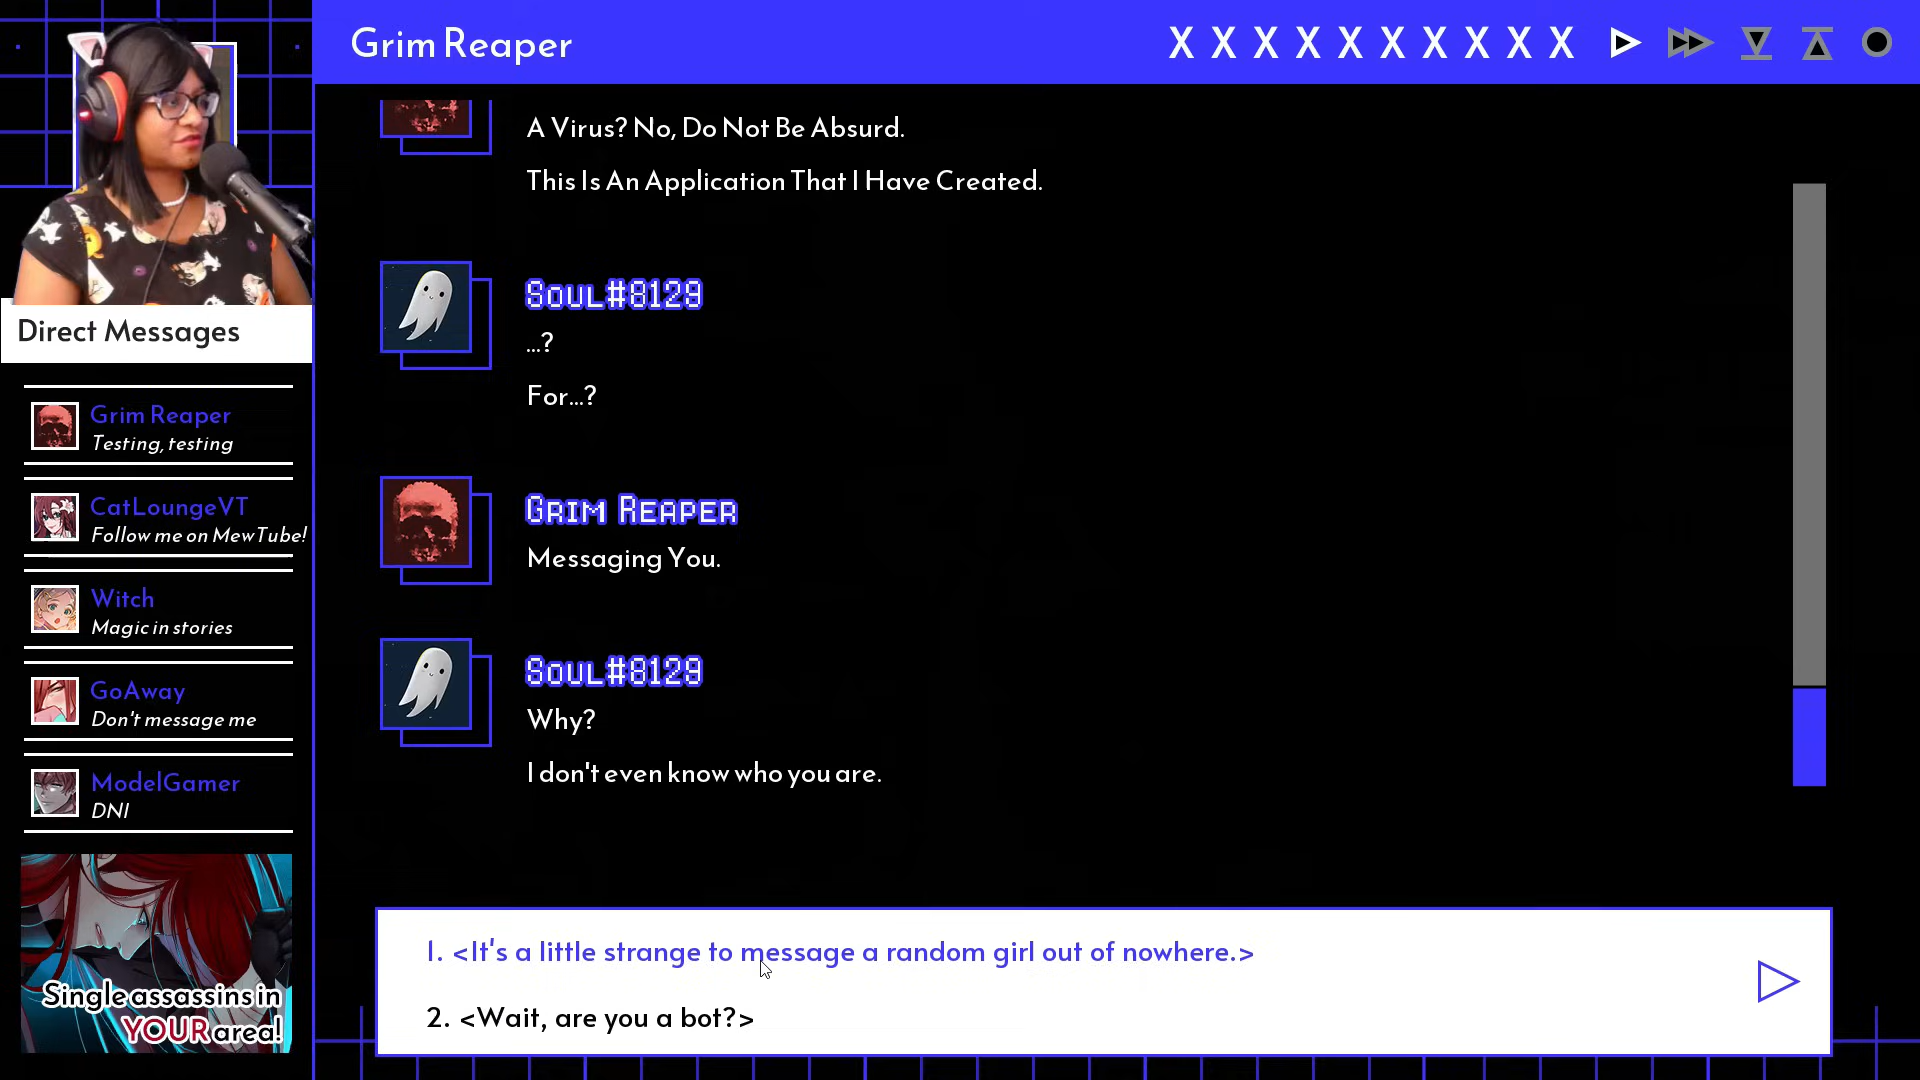 Grim Reaper
X X X X X X X X X X
A Virus? No, Do Not Be Absurd.
This Is An Application That I Have Created.
Soul#8129
...?
For...?
Grim Reaper
Messaging You.
Soul#8129
Why?
I don't even know who you are.
1. <It's a little strange to message a random girl out of nowhere.>
2. <Wait, are you a bot?>
Direct Messages
Grim Reaper
Testing, testing
CatLoungeVT
Follow me on MewTube!
Witch
Magic in stories
GoAway
Don't message me
ModelGamer
DNI
Single assassins in
YOUR area!